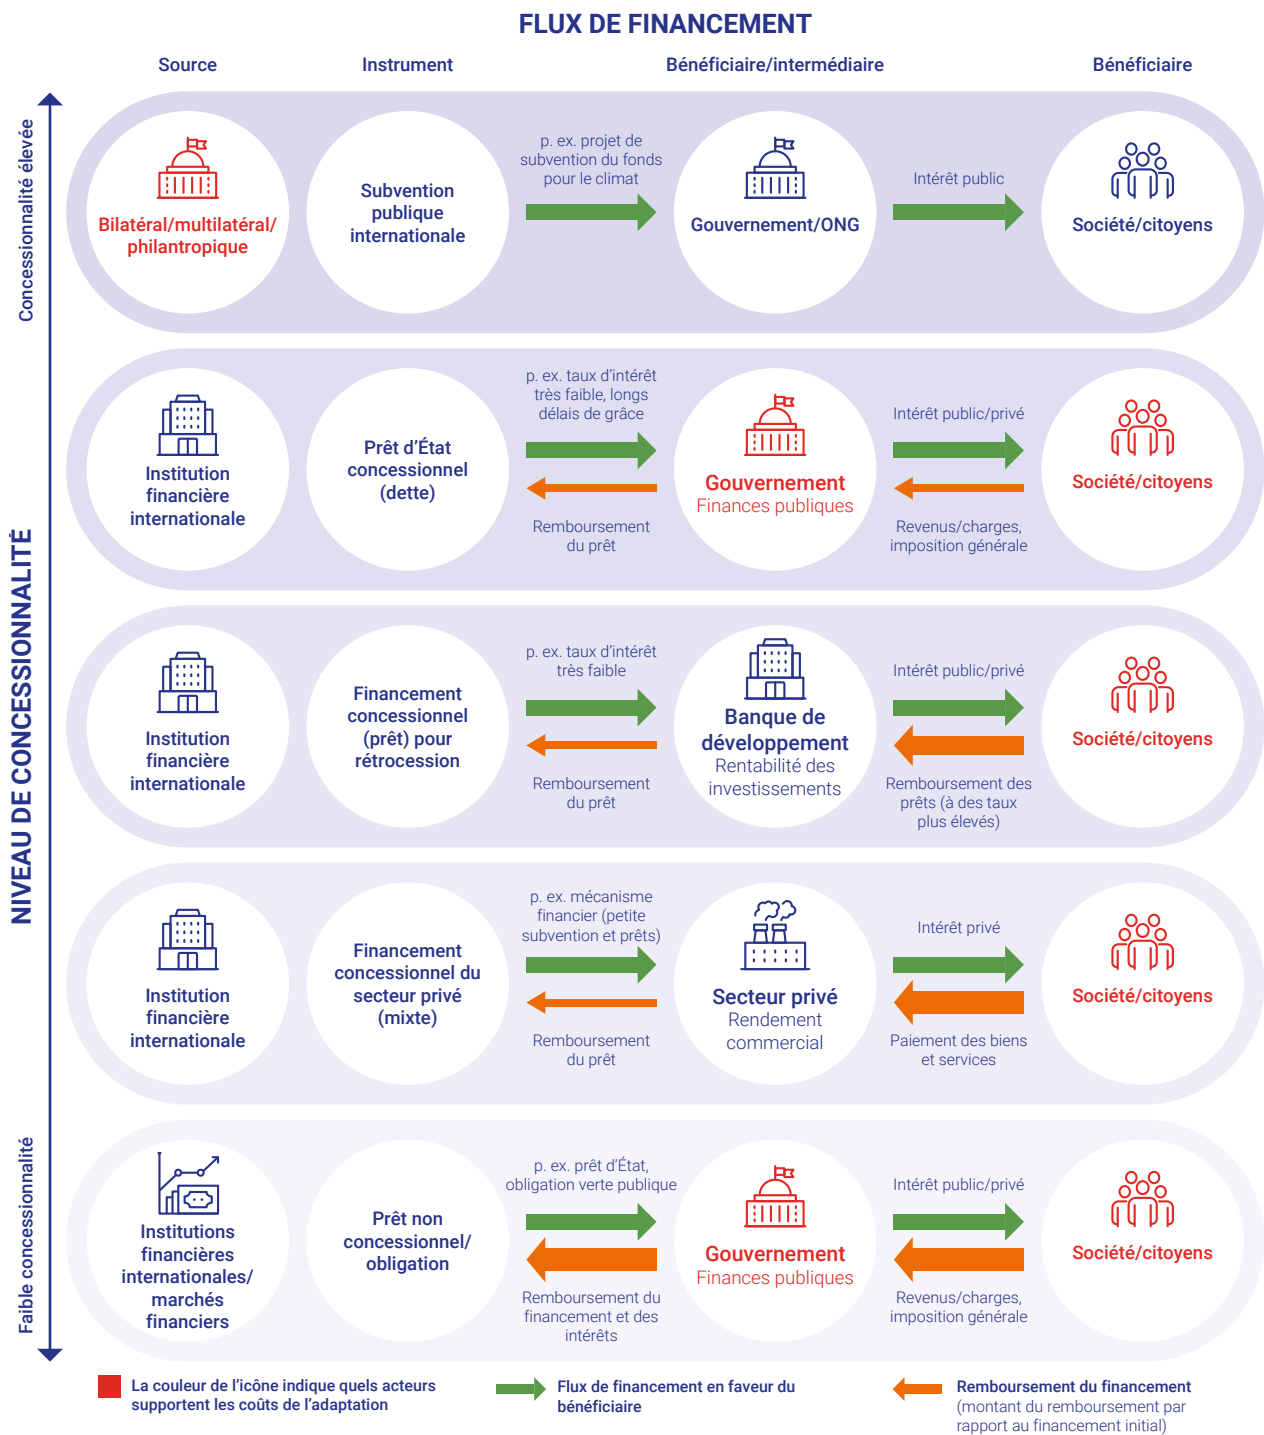 FLUX DE FINANCEMENT
Source
Instrument
Bénéficiaire/intermédiaire
Bénéficiaire
NIVEAU DE CONCESSIONNALITÉ
Concessionnalité élevée
Faible concessionnalité
Bilatéral/multilatéral/
philantropique
Subvention
publique
internationale
p. ex. projet de
subvention du fonds
pour le climat
Gouvernement/ONG
Intérêt public
Société/citoyens
Institution
financière
internationale
Prêt d’État
concessionnel
(dette)
p. ex. taux d’intérêt
très faible, longs
délais de grâce
Remboursement
du prêt
Gouvernement
Finances publiques
Intérêt public/privé
Revenus/charges,
imposition générale
Société/citoyens
Institution
financière
internationale
Financement
concessionnel
(prêt) pour
rétrocession
p. ex. taux d’intérêt
très faible
Remboursement
du prêt
Banque de
développement
Rentabilité des
investissements
Intérêt public/privé
Remboursement des
prêts (à des taux
plus élevés)
Société/citoyens
Institution
financière
internationale
Financement
concessionnel du
secteur privé
(mixte)
p. ex. mécanisme
financier (petite
subvention et prêts)
Remboursement
du prêt
Secteur privé
Rendement
commercial
Intérêt privé
Paiement des biens
et services
Société/citoyens
Institutions
financières
internationales/
marchés
financiers
Prêt non
concessionnel/
obligation
p. ex. prêt d’État,
obligation verte publique
Remboursement du
financement et des
intérêts
Gouvernement
Finances publiques
Intérêt public/privé
Revenus/charges,
imposition générale
Société/citoyens
La couleur de l’icône indique quels acteurs
supportent les coûts de l’adaptation
Flux de financement en faveur du
bénéficiaire
Remboursement du financement
(montant du remboursement par
rapport au financement initial)